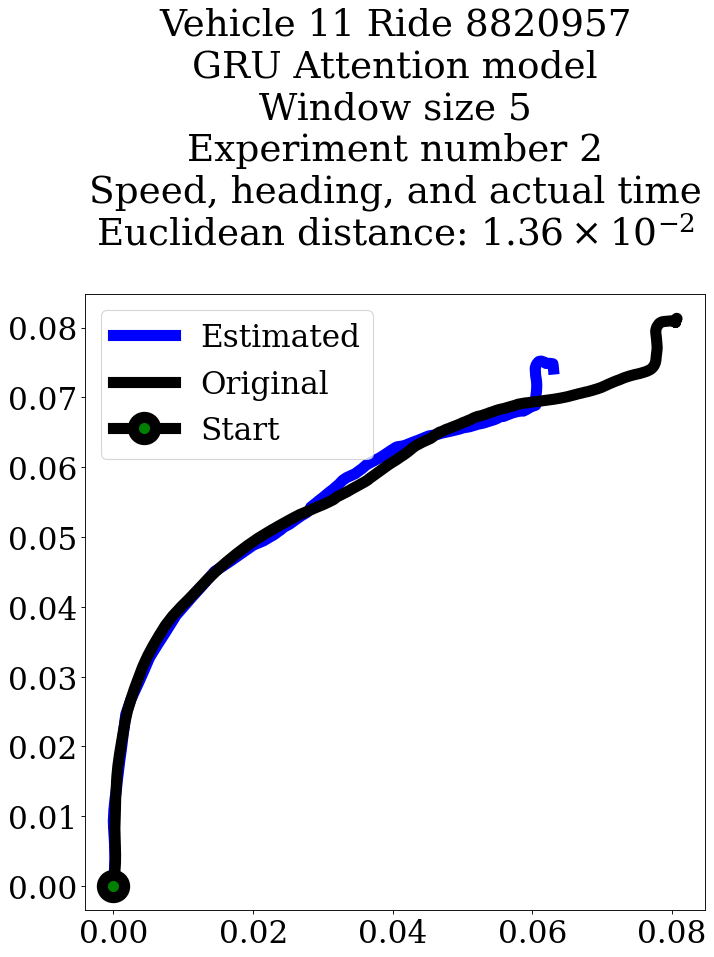 Vehicle 11 Ride 8820957
GRU Attention model
Window size 5
Experiment number 2
Speed, heading, and actual time
Euclidean distance: 1.36 × 10⁻²
Estimated
Original
Start
0.08
0.07
0.06
0.05
0.04
0.03
0.02
0.01
0.00
0.00 0.02 0.04 0.06 0.08